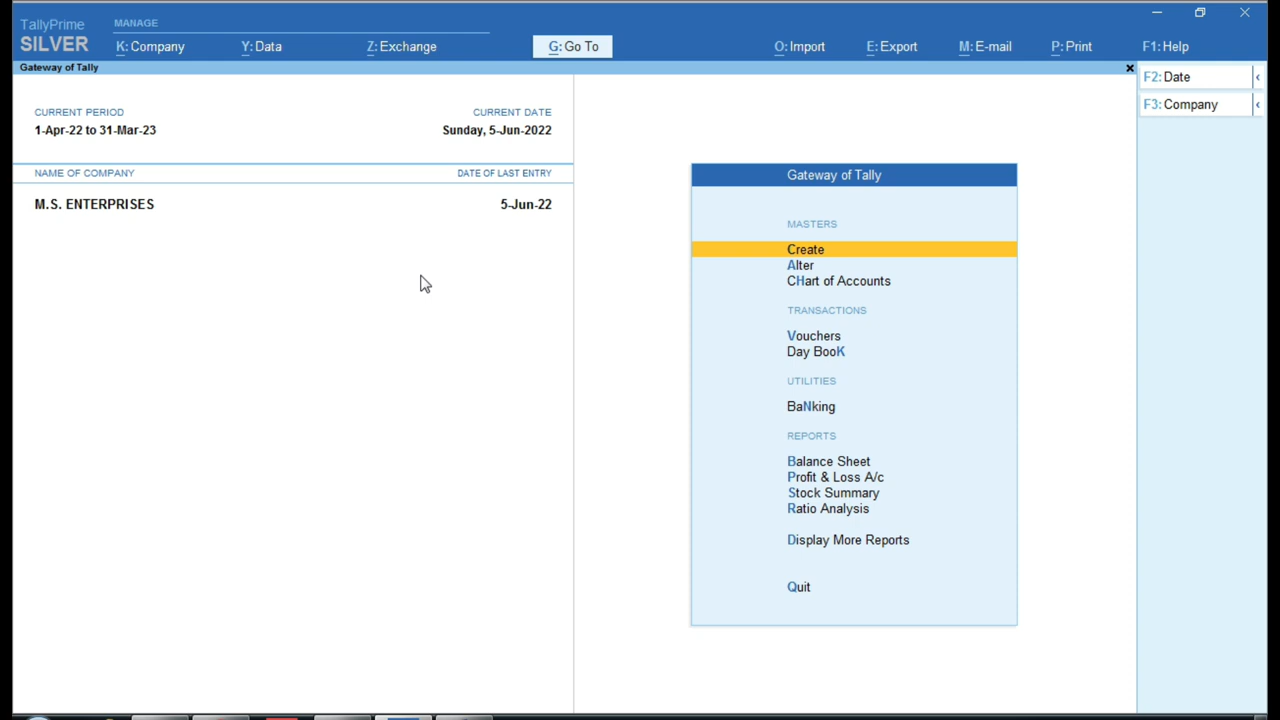 TallyPrime
MANAGE
SILVER
K: Company
Y: Data
Z: Exchange
G: Go To
O: Import
E: Export
M: E-mail
P: Print
F1: Help
Gateway of Tally
F2: Date
F3: Company
CURRENT PERIOD
CURRENT DATE
1-Apr-22 to 31-Mar-23
Sunday, 5-Jun-2022
NAME OF COMPANY
DATE OF LAST ENTRY
M.S. ENTERPRISES
5-Jun-22
Gateway of Tally
MASTERS
Create
Alter
CHart of Accounts
TRANSACTIONS
Vouchers
Day BooK
UTILITIES
BaNking
REPORTS
Balance Sheet
Profit & Loss A/c
Stock Summary
Ratio Analysis
Display More Reports
Quit